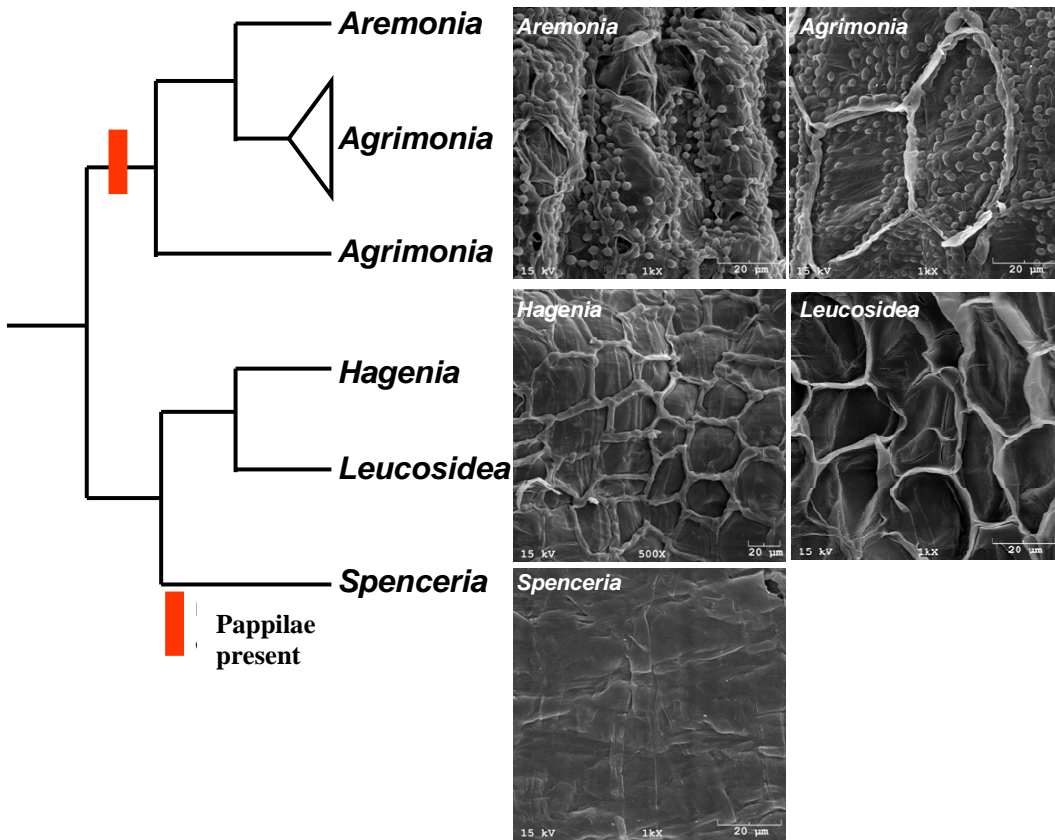 Aremonia
Agrimonia
Agrimonia
Hagenia
Leucosidea
Spenceria
Pappilae
present
Aremonia
15 kV 1kX 20 µm
Agrimonia
15 kV 1kX 20 µm
Hagenia
15 kV 500X 20 µm
Leucosidea
15 kV 1kX 20 µm
Spenceria
15 kV 1kX 20 µm